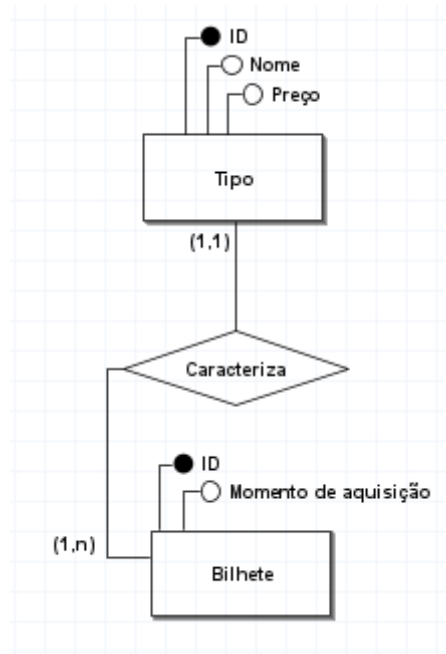 ID
Nome
Preço
Tipo
(1,1)
Caracteriza
ID
Momento de aquisição
(1,n)
Bilhete